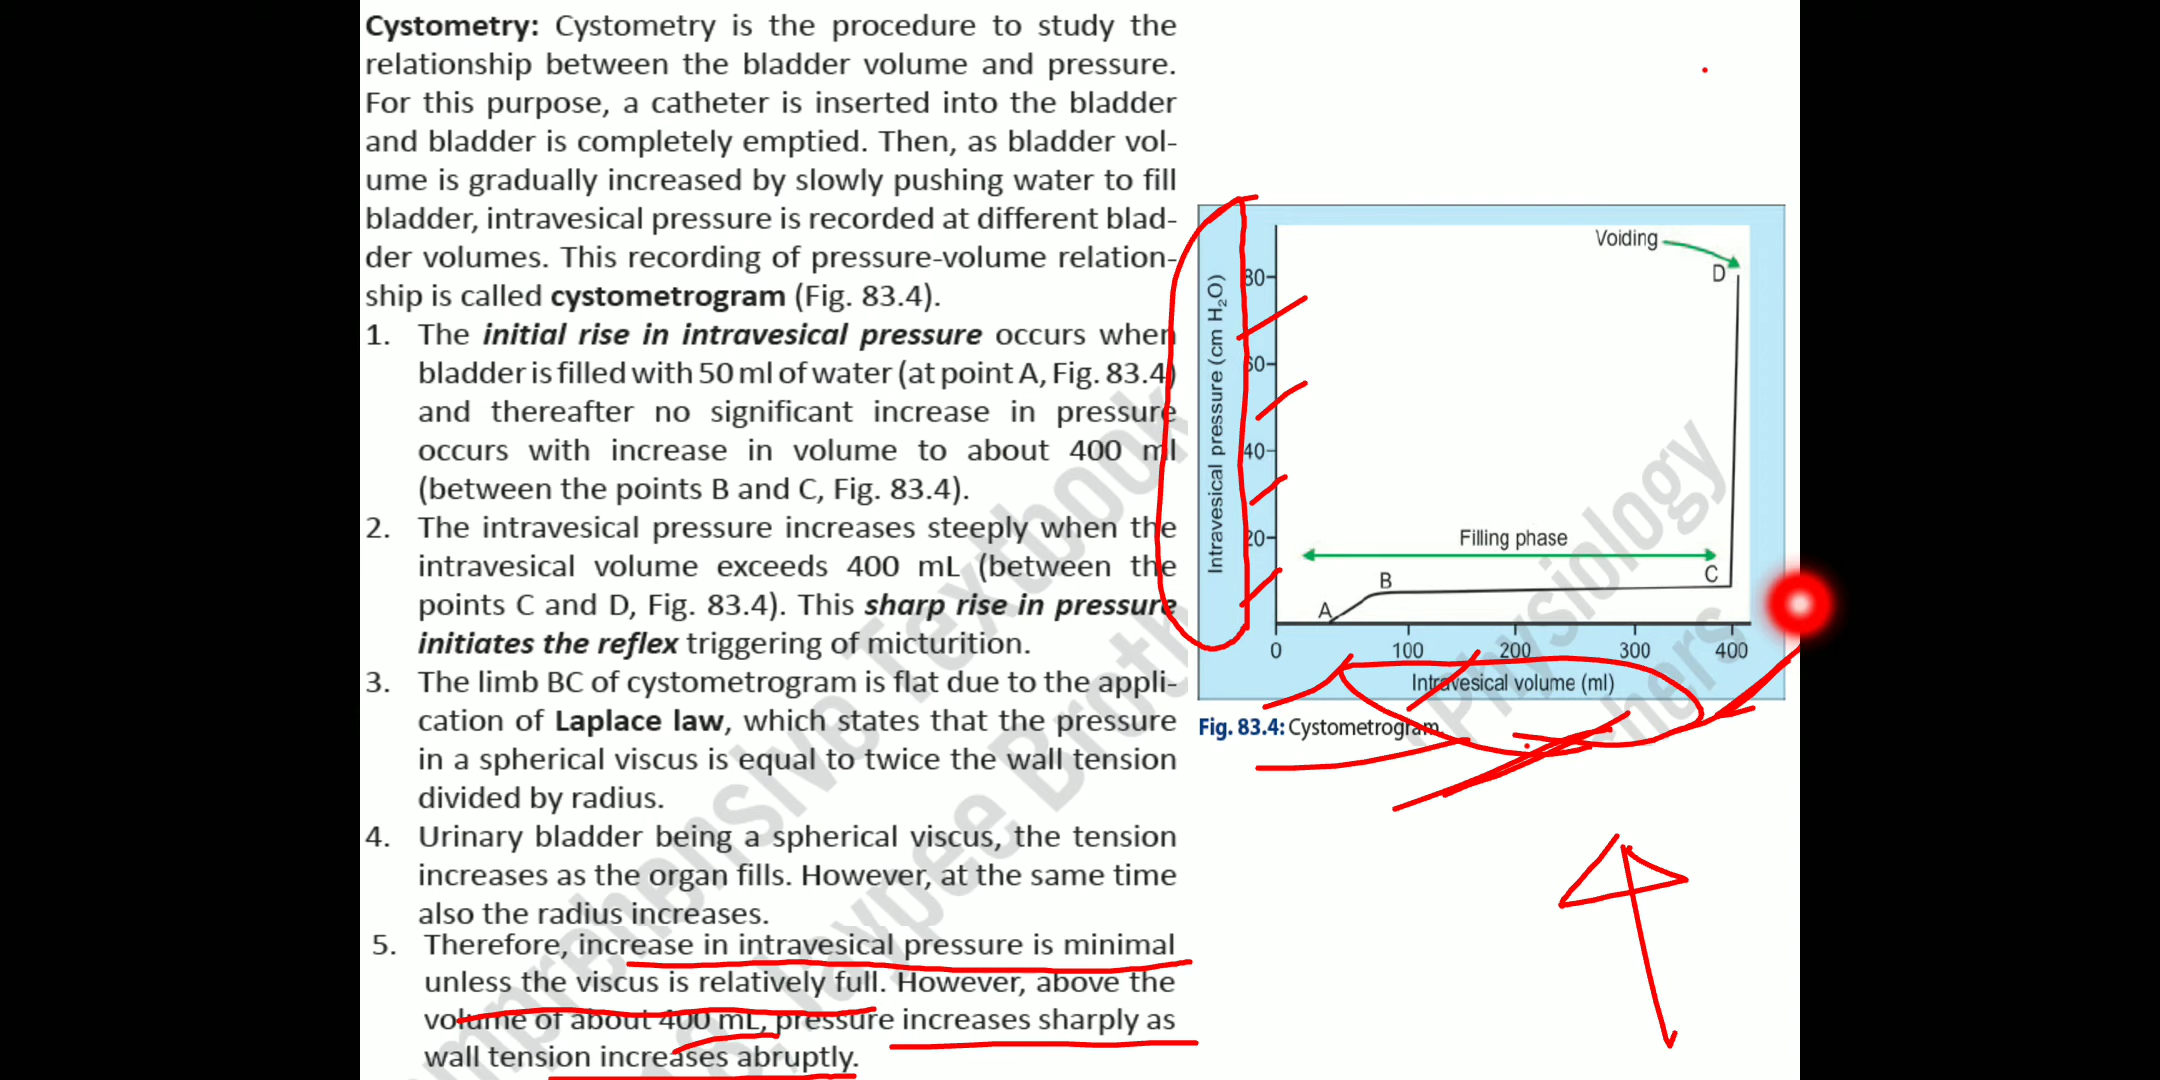 Cystometry: Cystometry is the procedure to study the
relationship between the bladder volume and pressure.
For this purpose, a catheter is inserted into the bladder
and bladder is completely emptied. Then, as bladder vol-
ume is gradually increased by slowly pushing water to fill
bladder, intravesical pressure is recorded at different blad-
der volumes. This recording of pressure-volume relation-
ship is called cystometrogram (Fig. 83.4).
1. The initial rise in intravesical pressure occurs when
bladder is filled with 50 ml of water (at point A, Fig. 83.4)
and thereafter no significant increase in pressure
occurs with increase in volume to about 400 ml
(between the points B and C, Fig. 83.4).
2. The intravesical pressure increases steeply when the
intravesical volume exceeds 400 mL (between the
points C and D, Fig. 83.4). This sharp rise in pressure
initiates the reflex triggering of micturition.
3. The limb BC of cystometrogram is flat due to the appli-
cation of Laplace law, which states that the pressure
in a spherical viscus is equal to twice the wall tension
divided by radius.
4. Urinary bladder being a spherical viscus, the tension
increases as the organ fills. However, at the same time
also the radius increases.
5. Therefore, increase in intravesical pressure is minimal
unless the viscus is relatively full. However, above the
volume of about 400 mL, pressure increases sharply as
wall tension increases abruptly.
Intravesical pressure (cm H₂O)
80
60
40
20
Voiding
D
Filling phase
A
B
C
0 100 200 300 400
Intravesical volume (ml)
Fig. 83.4: Cystometrogram.
Textbook
Physiology